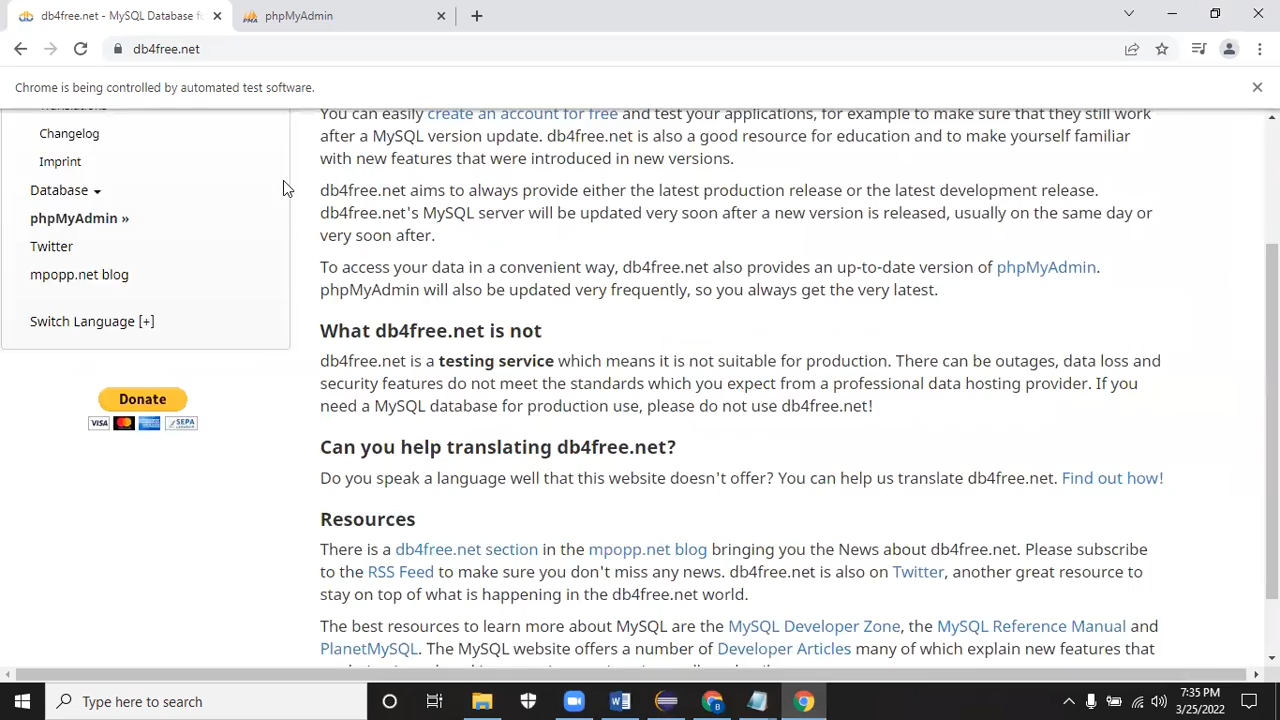 db4free.net - MySQL Database fo
phpMyAdmin
db4free.net
Chrome is being controlled by automated test software.
Translations
Changelog
Imprint
Database
phpMyAdmin »
Twitter
mpopp.net blog
Switch Language [+]
Donate
VISA
SEPA
You can easily create an account for free and test your applications, for example to make sure that they still work
after a MySQL version update. db4free.net is also a good resource for education and to make yourself familiar
with new features that were introduced in new versions.
db4free.net aims to always provide either the latest production release or the latest development release.
db4free.net's MySQL server will be updated very soon after a new version is released, usually on the same day or
very soon after.
To access your data in a convenient way, db4free.net also provides an up-to-date version of phpMyAdmin.
phpMyAdmin will also be updated very frequently, so you always get the very latest.
What db4free.net is not
db4free.net is a testing service which means it is not suitable for production. There can be outages, data loss and
security features do not meet the standards which you expect from a professional data hosting provider. If you
need a MySQL database for production use, please do not use db4free.net!
Can you help translating db4free.net?
Do you speak a language well that this website doesn't offer? You can help us translate db4free.net. Find out how!
Resources
There is a db4free.net section in the mpopp.net blog bringing you the News about db4free.net. Please subscribe
to the RSS Feed to make sure you don't miss any news. db4free.net is also on Twitter, another great resource to
stay on top of what is happening in the db4free.net world.
The best resources to learn more about MySQL are the MySQL Developer Zone, the MySQL Reference Manual and
PlanetMySQL. The MySQL website offers a number of Developer Articles many of which explain new features that
Type here to search
7:35 PM
3/25/2022